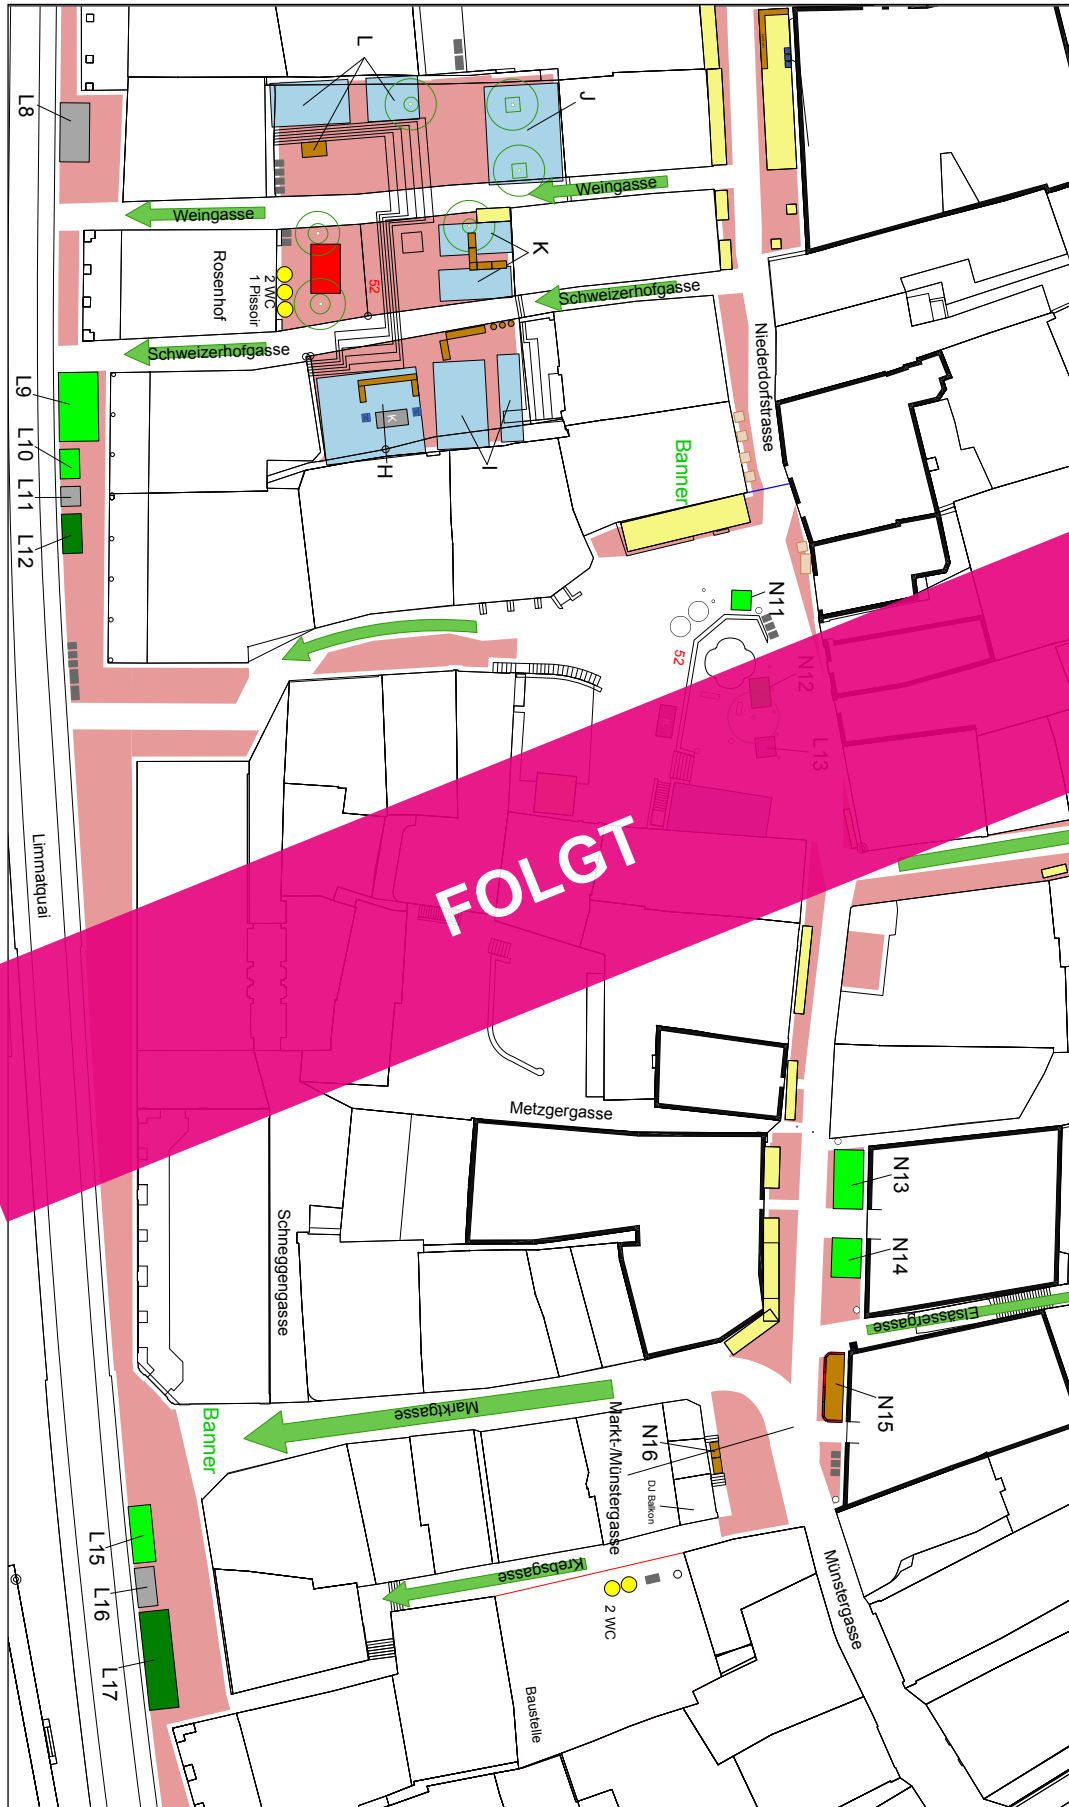 L
J
L8
Weingasse
Weingasse
K
Rosenhof
2 WC
1 Pissoir
52
Schweizerhofgasse
Schweizerhofgasse
Niederdorfstrasse
L9
L10
L11
L12
K
H
I
Banner
N11
52
N12
L13
Limmatquai
FOLGT
Metzgergasse
N13
N14
Schneggengasse
Elsässergasse
N15
Marktgasse
Banner
Markt-/Münstergasse
N16
DJ Balkon
Krebsgasse
Münstergasse
2 WC
L15
L16
L17
Baustelle